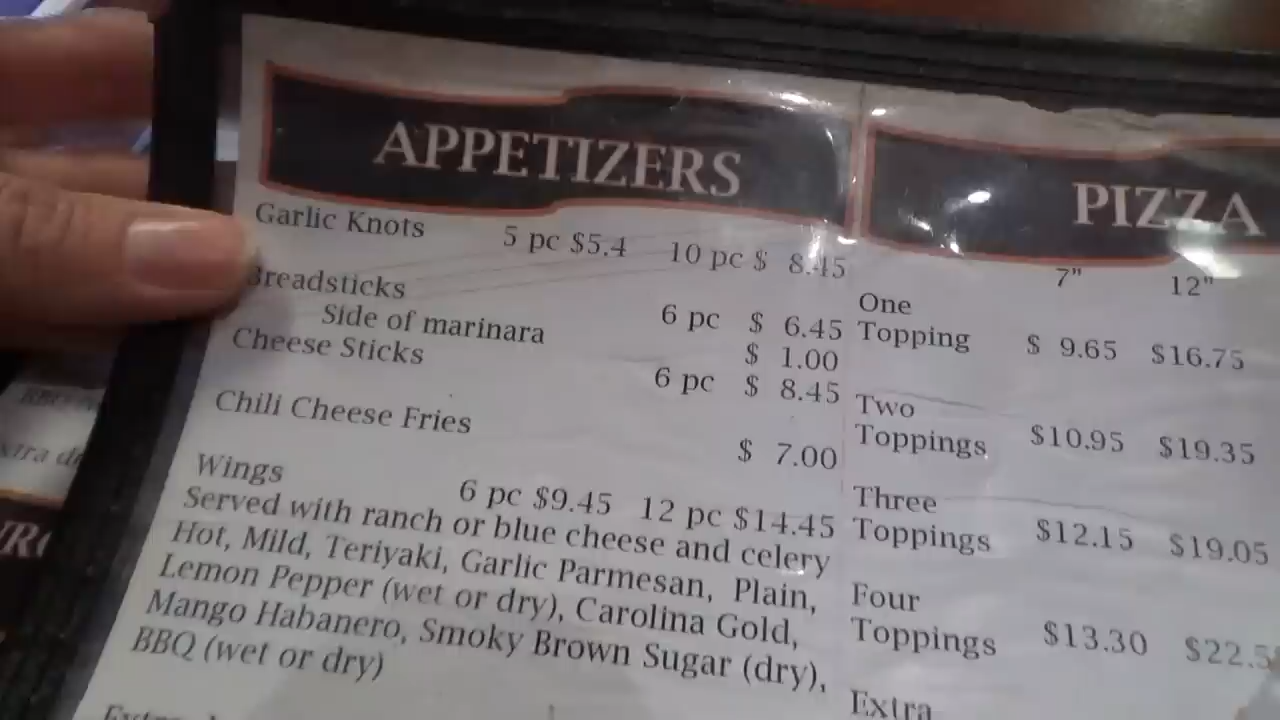 APPETIZERS
Garlic Knots 5 pc $5.4 10 pc $ 8.45
Breadsticks 6 pc $ 6.45
Side of marinara $ 1.00
Cheese Sticks 6 pc $ 8.45
Chili Cheese Fries $ 7.00
Wings 6 pc $9.45 12 pc $14.45
Served with ranch or blue cheese and celery
Hot, Mild, Teriyaki, Garlic Parmesan, Plain,
Lemon Pepper (wet or dry), Carolina Gold,
Mango Habanero, Smoky Brown Sugar (dry),
BBQ (wet or dry)
PIZZA
7" 12"
One
Topping $ 9.65 $16.75
Two
Toppings $10.95 $19.35
Three
Toppings $12.15 $19.05
Four
Toppings $13.30 $22.5
Extra